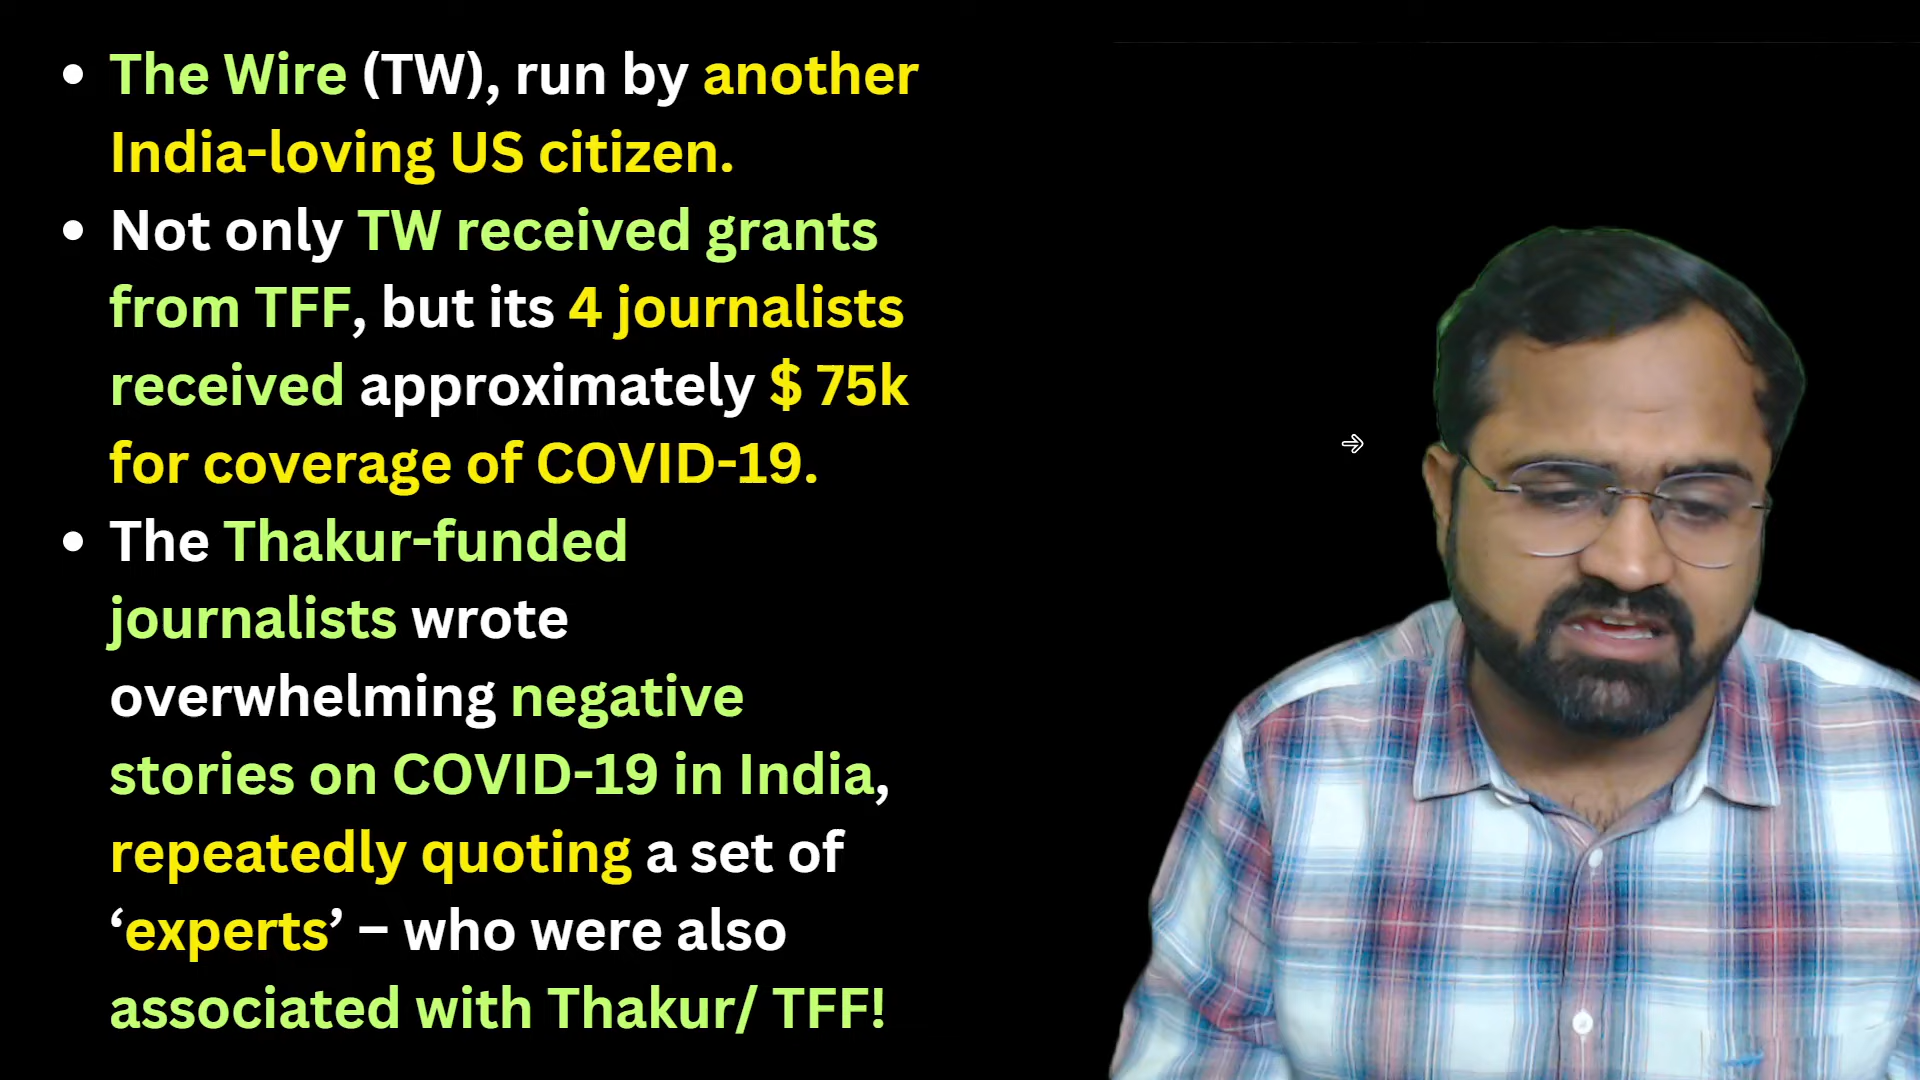 • The Wire (TW), run by another
India-loving US citizen.
• Not only TW received grants
from TFF, but its 4 journalists
received approximately $ 75k
for coverage of COVID-19.
• The Thakur-funded
journalists wrote
overwhelming negative
stories on COVID-19 in India,
repeatedly quoting a set of
‘experts’ – who were also
associated with Thakur/ TFF!